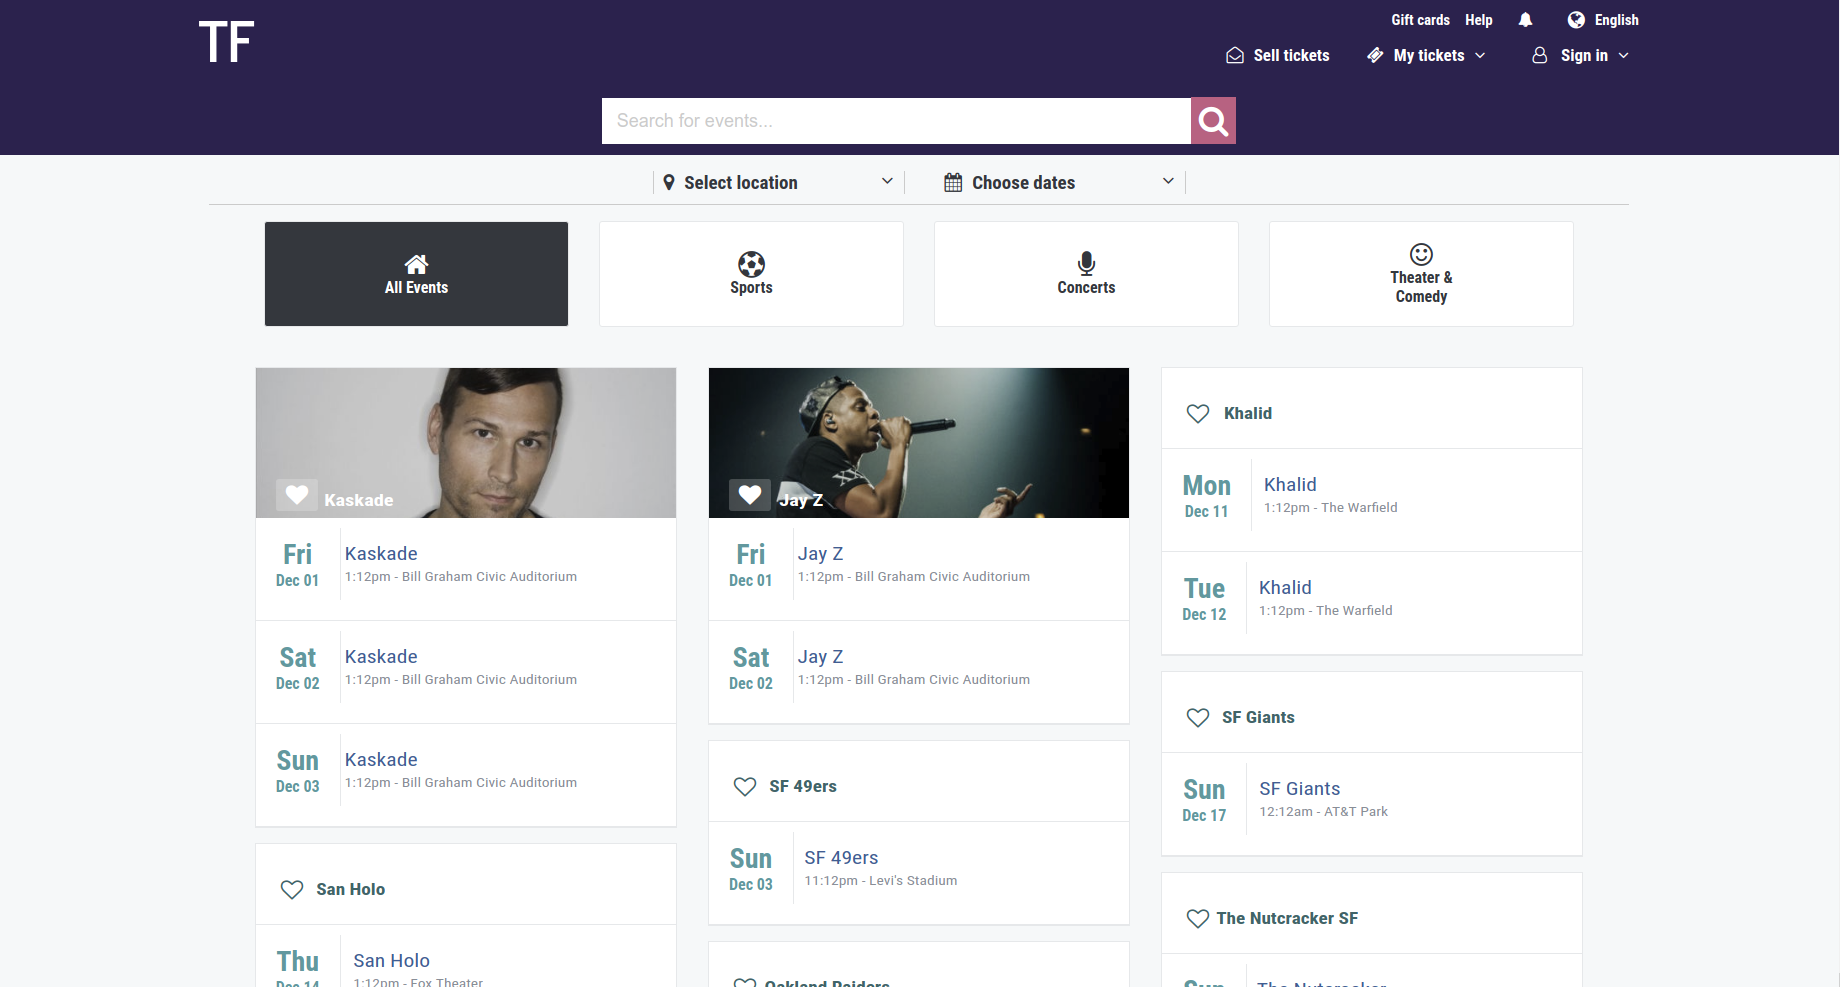 TF
Gift cards Help English
Sell tickets My tickets Sign in
Search for events...
Select location Choose dates
All Events
Sports
Concerts
Theater &
Comedy
Kaskade
Fri
Dec 01
Kaskade
1:12pm - Bill Graham Civic Auditorium
Sat
Dec 02
Kaskade
1:12pm - Bill Graham Civic Auditorium
Sun
Dec 03
Kaskade
1:12pm - Bill Graham Civic Auditorium
San Holo
Thu
Dec 14
San Holo
1:12pm - Fox Theater
Jay Z
Fri
Dec 01
Jay Z
1:12pm - Bill Graham Civic Auditorium
Sat
Dec 02
Jay Z
1:12pm - Bill Graham Civic Auditorium
SF 49ers
Sun
Dec 03
SF 49ers
11:12pm - Levi's Stadium
Oakland Raiders
Khalid
Mon
Dec 11
Khalid
1:12pm - The Warfield
Tue
Dec 12
Khalid
1:12pm - The Warfield
SF Giants
Sun
Dec 17
SF Giants
12:12am - AT&T Park
The Nutcracker SF
Sun
The Nutcracker